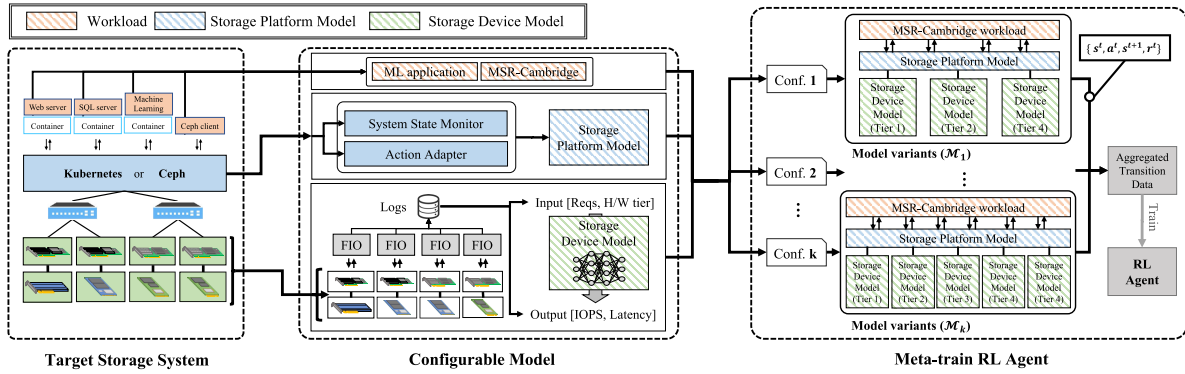 Workload
Storage Platform Model
Storage Device Model
Web server
SQL server
Machine
Learning
Container
Container
Container
Ceph client
Kubernetes or Ceph
Target Storage System
ML application
MSR-Cambridge
System State Monitor
Action Adapter
Storage
Platform Model
Logs
FIO
FIO
FIO
FIO
Input [Reqs, H/W tier]
Storage
Device Model
Output [IOPS, Latency]
Configurable Model
Conf. 1
Conf. 2
⋮
Conf. k
MSR-Cambridge workload
Storage Platform Model
Storage
Device
Model
(Tier 1)
Storage
Device
Model
(Tier 2)
Storage
Device
Model
(Tier 4)
Model variants (ℳ₁)
...
⋮
MSR-Cambridge workload
Storage Platform Model
Storage
Device
Model
(Tier 1)
Storage
Device
Model
(Tier 2)
Storage
Device
Model
(Tier 3)
Storage
Device
Model
(Tier 4)
Storage
Device
Model
(Tier 4)
Model variants (ℳₖ)
{sᵗ, aᵗ, sᵗ⁺¹, rᵗ}
Aggregated
Transition
Data
Train
RL
Agent
Meta-train RL Agent